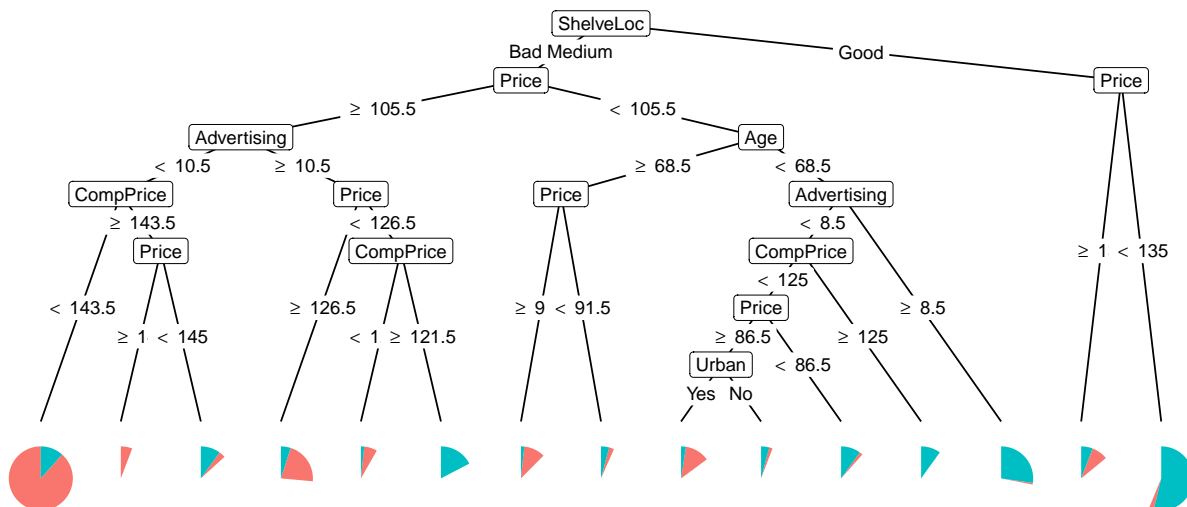 ShelveLoc
Bad Medium
Good
Price
Price
≥ 105.5
< 105.5
Advertising
Age
< 10.5
≥ 10.5
≥ 68.5
< 68.5
CompPrice
Price
Price
Advertising
≥ 143.5
< 126.5
< 8.5
Price
CompPrice
CompPrice
≥ 1
< 135
< 125
< 143.5
≥ 126.5
≥ 9
< 91.5
Price
≥ 8.5
≥ 1
< 145
< 1
≥ 121.5
≥ 86.5
≥ 125
Urban
< 86.5
Yes
No